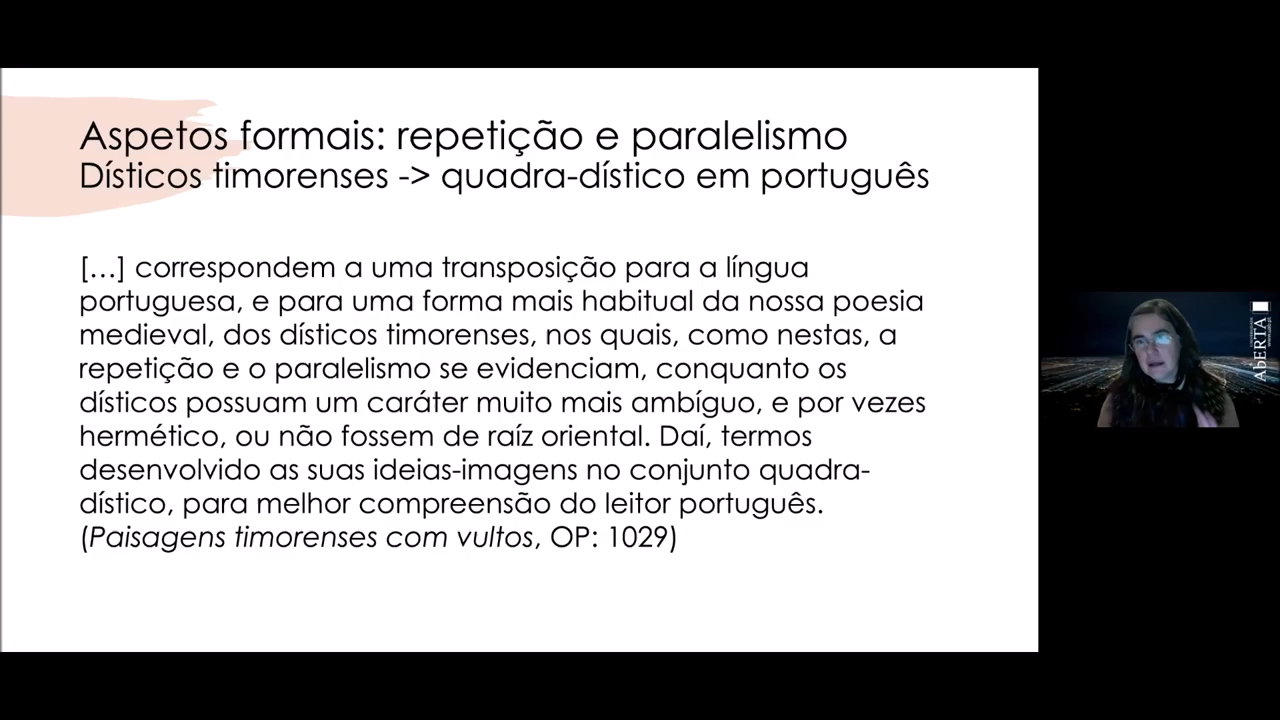 Aspetos formais: repetição e paralelismo
Dísticos timorenses -> quadra-dístico em português
[…] correspondem a uma transposição para a língua
portuguesa, e para uma forma mais habitual da nossa poesia
medieval, dos dísticos timorenses, nos quais, como nestas, a
repetição e o paralelismo se evidenciam, conquanto os
dísticos possuam um caráter muito mais ambíguo, e por vezes
hermético, ou não fossem de raíz oriental. Daí, termos
desenvolvido as suas ideias-imagens no conjunto quadra-
dístico, para melhor compreensão do leitor português.
(Paisagens timorenses com vultos, OP: 1029)
AbERTA